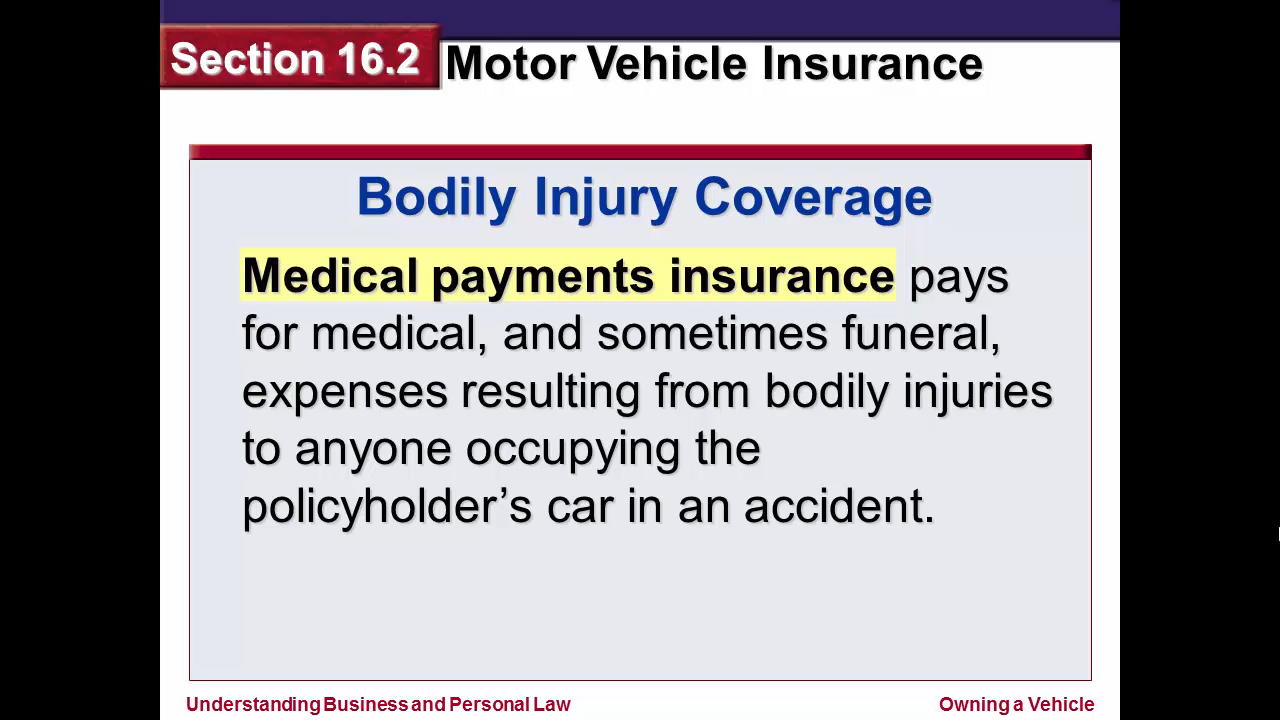 Section 16.2
Motor Vehicle Insurance
Bodily Injury Coverage
Medical payments insurance pays
for medical, and sometimes funeral,
expenses resulting from bodily injuries
to anyone occupying the
policyholder’s car in an accident.
Understanding Business and Personal Law
Owning a Vehicle